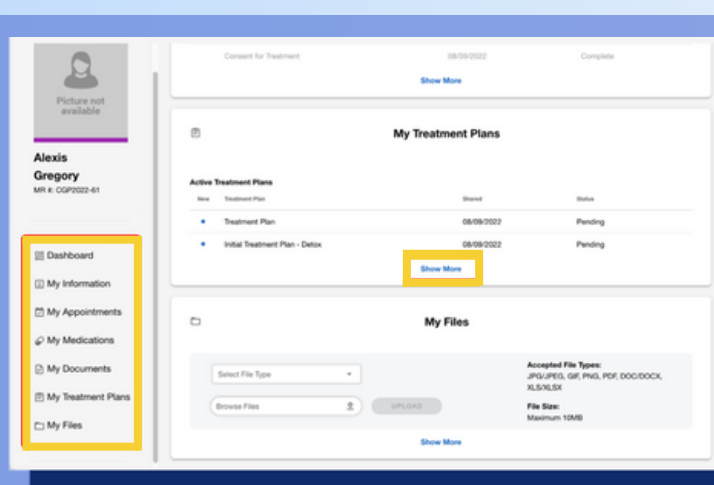 Consent for Treatment 08/09/2022 Complete
Show More
Picture not
available
Alexis
Gregory
MR #: CGP2022-61
Dashboard
My Information
My Appointments
My Medications
My Documents
My Treatment Plans
My Files
My Treatment Plans
Active Treatment Plans
New Treatment Plan Shared Status
Treatment Plan 08/09/2022 Pending
Initial Treatment Plan - Detox 08/09/2022 Pending
Show More
My Files
Select File Type
Browse Files
UPLOAD
Accepted File Types:
JPG/JPEG, GIF, PNG, PDF, DOC/DOCX,
XLS/XLSX
File Size:
Maximum 10MB
Show More